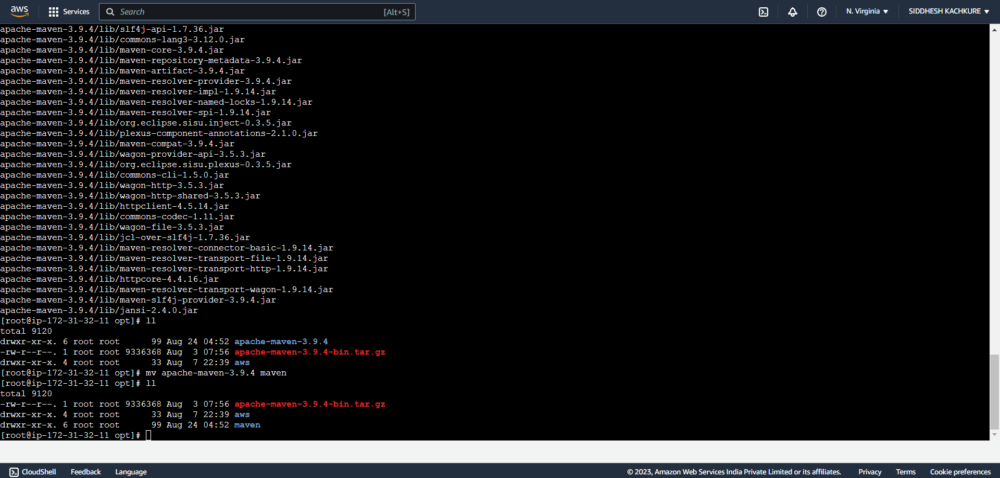 aws Services Search [Alt+S] N. Virginia SIDDHESH KACHKURE
apache-maven-3.9.4/lib/slf4j-api-1.7.36.jar
apache-maven-3.9.4/lib/commons-lang3-3.12.0.jar
apache-maven-3.9.4/lib/maven-core-3.9.4.jar
apache-maven-3.9.4/lib/maven-repository-metadata-3.9.4.jar
apache-maven-3.9.4/lib/maven-artifact-3.9.4.jar
apache-maven-3.9.4/lib/maven-resolver-provider-3.9.4.jar
apache-maven-3.9.4/lib/maven-resolver-impl-1.9.14.jar
apache-maven-3.9.4/lib/maven-resolver-named-locks-1.9.14.jar
apache-maven-3.9.4/lib/maven-resolver-spi-1.9.14.jar
apache-maven-3.9.4/lib/org.eclipse.sisu.inject-0.3.5.jar
apache-maven-3.9.4/lib/plexus-component-annotations-2.1.0.jar
apache-maven-3.9.4/lib/maven-compat-3.9.4.jar
apache-maven-3.9.4/lib/wagon-provider-api-3.5.3.jar
apache-maven-3.9.4/lib/org.eclipse.sisu.plexus-0.3.5.jar
apache-maven-3.9.4/lib/commons-cli-1.5.0.jar
apache-maven-3.9.4/lib/wagon-http-3.5.3.jar
apache-maven-3.9.4/lib/wagon-http-shared-3.5.3.jar
apache-maven-3.9.4/lib/httpclient-4.5.14.jar
apache-maven-3.9.4/lib/commons-codec-1.11.jar
apache-maven-3.9.4/lib/wagon-file-3.5.3.jar
apache-maven-3.9.4/lib/jcl-over-slf4j-1.7.36.jar
apache-maven-3.9.4/lib/maven-resolver-connector-basic-1.9.14.jar
apache-maven-3.9.4/lib/maven-resolver-transport-file-1.9.14.jar
apache-maven-3.9.4/lib/maven-resolver-transport-http-1.9.14.jar
apache-maven-3.9.4/lib/httpcore-4.4.16.jar
apache-maven-3.9.4/lib/maven-resolver-transport-wagon-1.9.14.jar
apache-maven-3.9.4/lib/maven-slf4j-provider-3.9.4.jar
apache-maven-3.9.4/lib/jansi-2.4.0.jar
[root@ip-172-31-32-11 opt]# ll
total 9120
drwxr-xr-x. 6 root root      99 Aug 24 04:52 apache-maven-3.9.4
-rw-r--r--. 1 root root 9336368 Aug  3 07:56 apache-maven-3.9.4-bin.tar.gz
drwxr-xr-x. 4 root root      33 Aug  7 22:39 aws
[root@ip-172-31-32-11 opt]# mv apache-maven-3.9.4 maven
[root@ip-172-31-32-11 opt]# ll
total 9120
-rw-r--r--. 1 root root 9336368 Aug  3 07:56 apache-maven-3.9.4-bin.tar.gz
drwxr-xr-x. 4 root root      33 Aug  7 22:39 aws
drwxr-xr-x. 6 root root      99 Aug 24 04:52 maven
[root@ip-172-31-32-11 opt]#
CloudShell Feedback Language © 2023, Amazon Web Services India Private Limited or its affiliates. Privacy Terms Cookie preferences